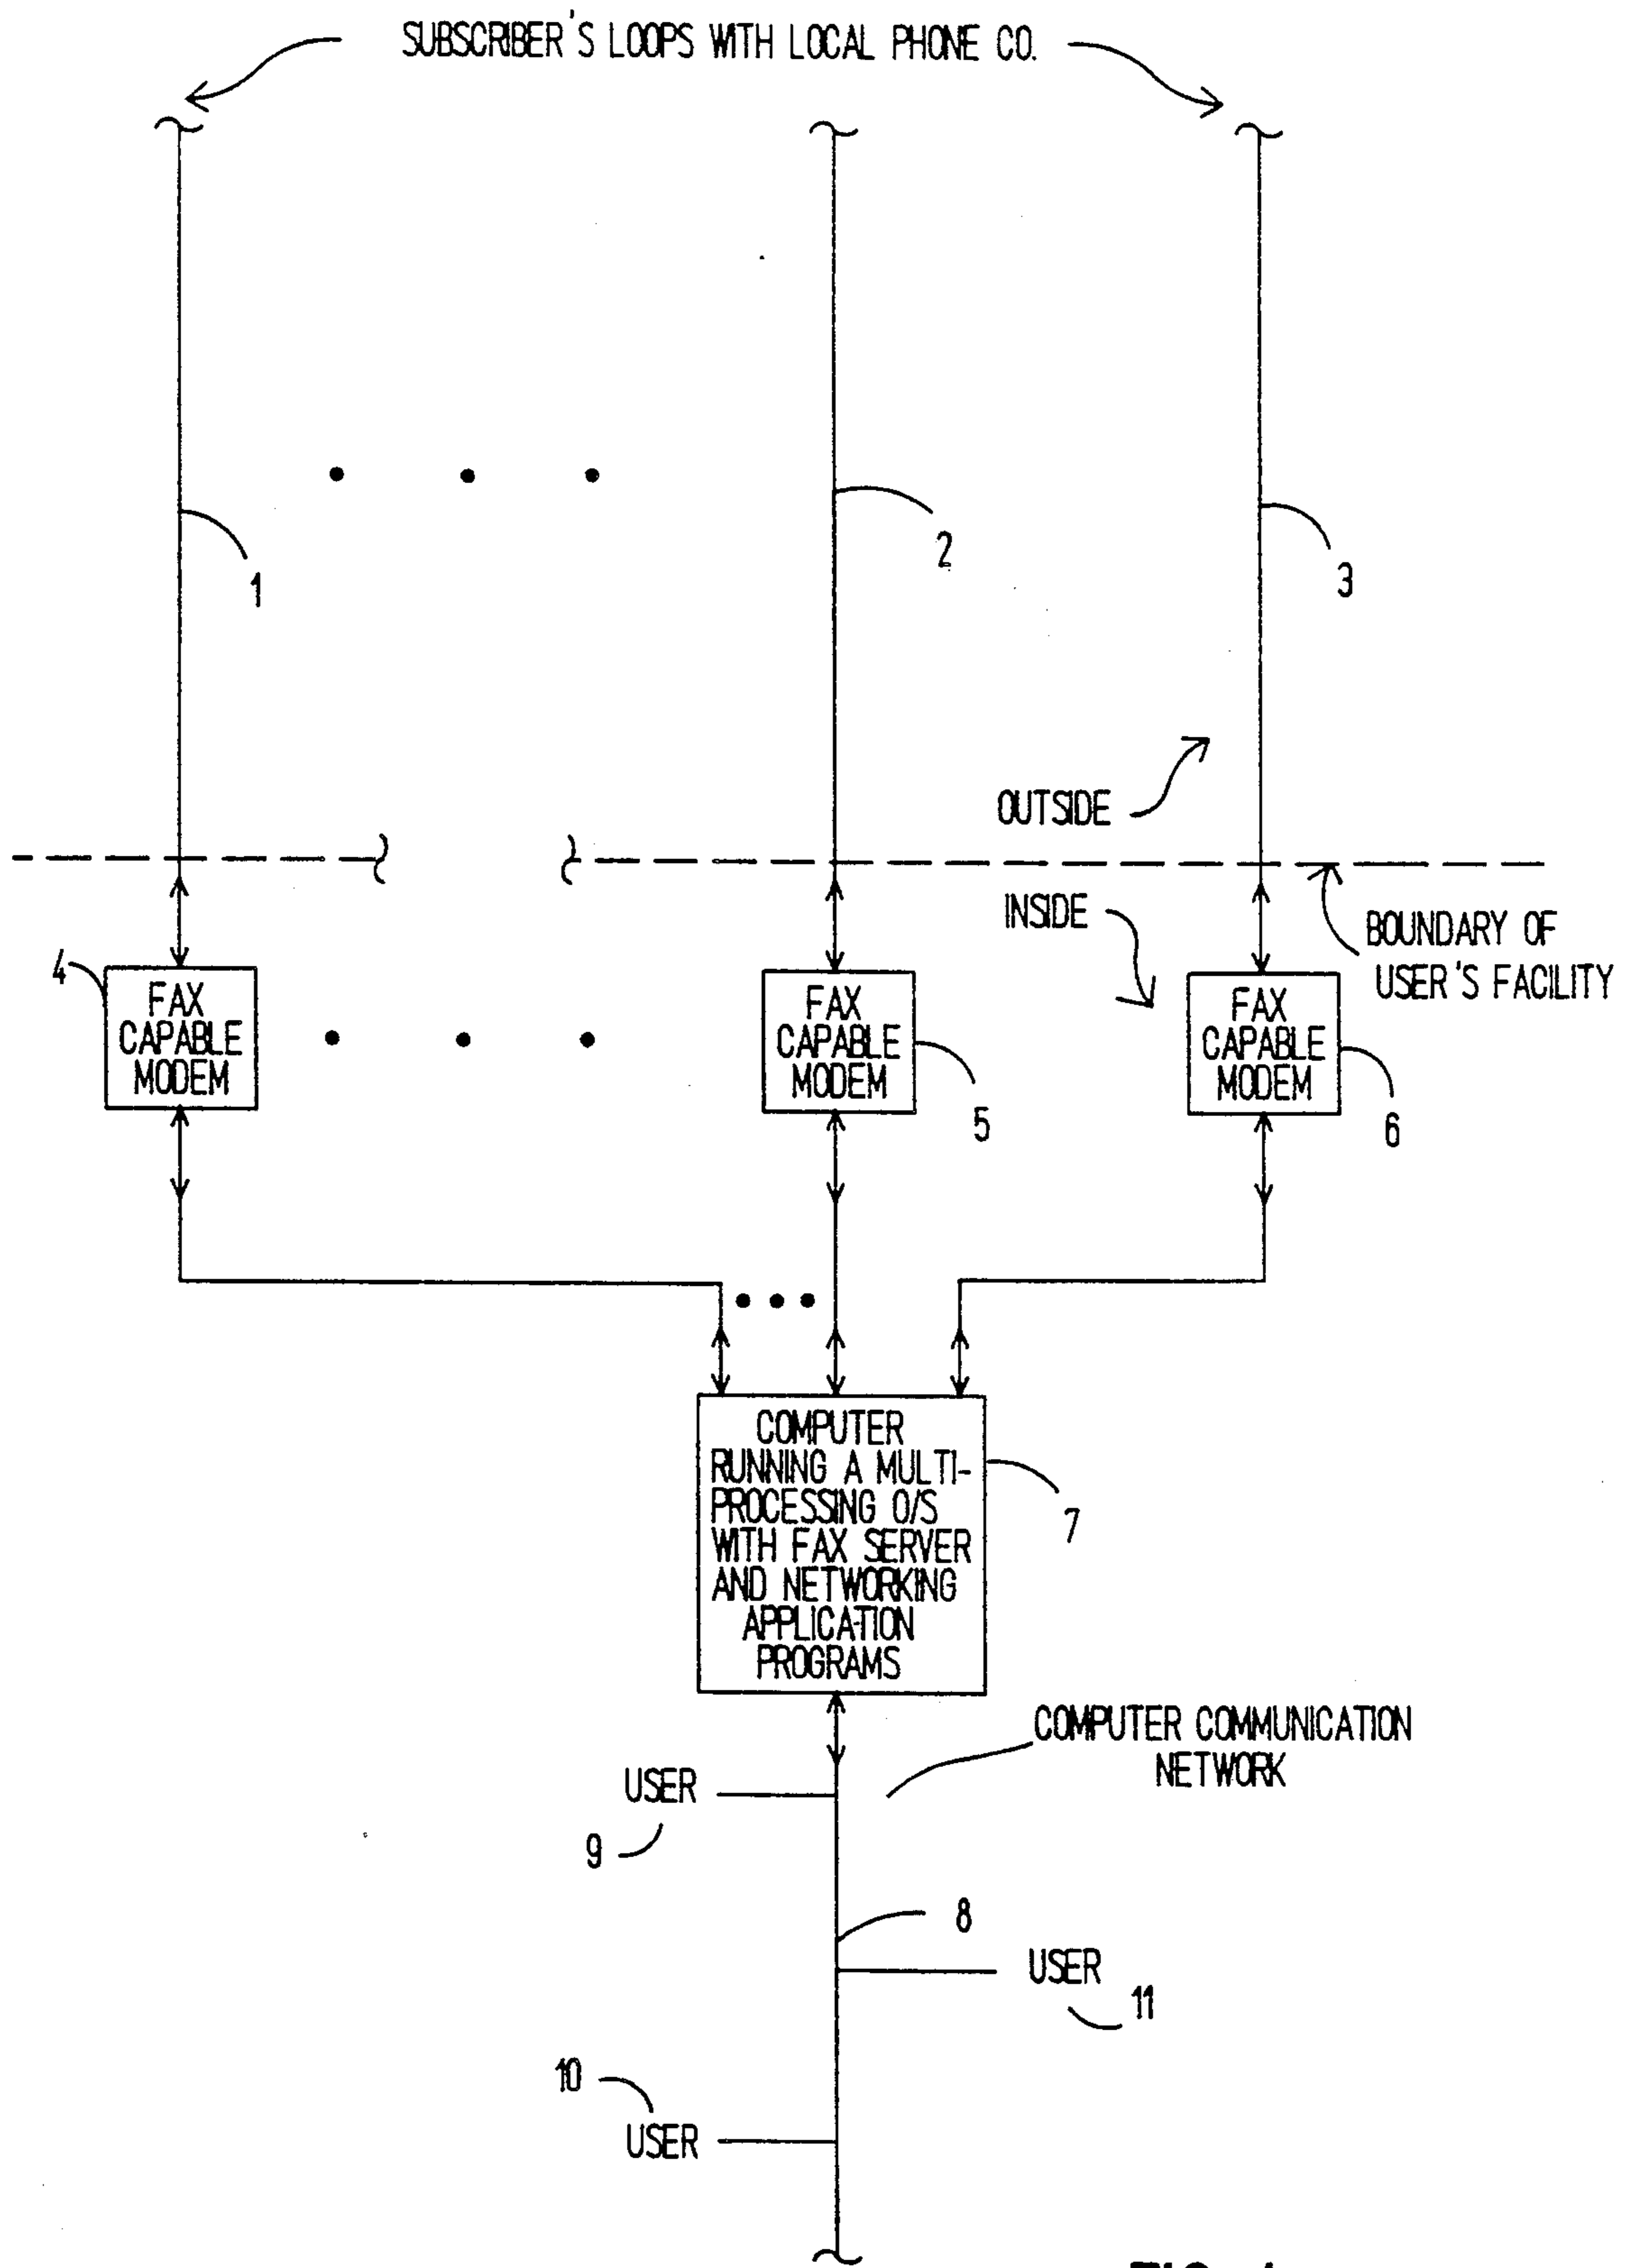 SUBSCRIBER'S LOOPS WITH LOCAL PHONE CO.
1
2
3
OUTSIDE
INSIDE
BOUNDARY OF
USER'S FACILITY
4
FAX
CAPABLE
MODEM
FAX
CAPABLE
MODEM
5
FAX
CAPABLE
MODEM
6
COMPUTER
RUNNING A MULTI-
PROCESSING O/S
WITH FAX SERVER
AND NETWORKING
APPLICATION
PROGRAMS
7
COMPUTER COMMUNICATION
NETWORK
USER
9
8
USER
11
10
USER